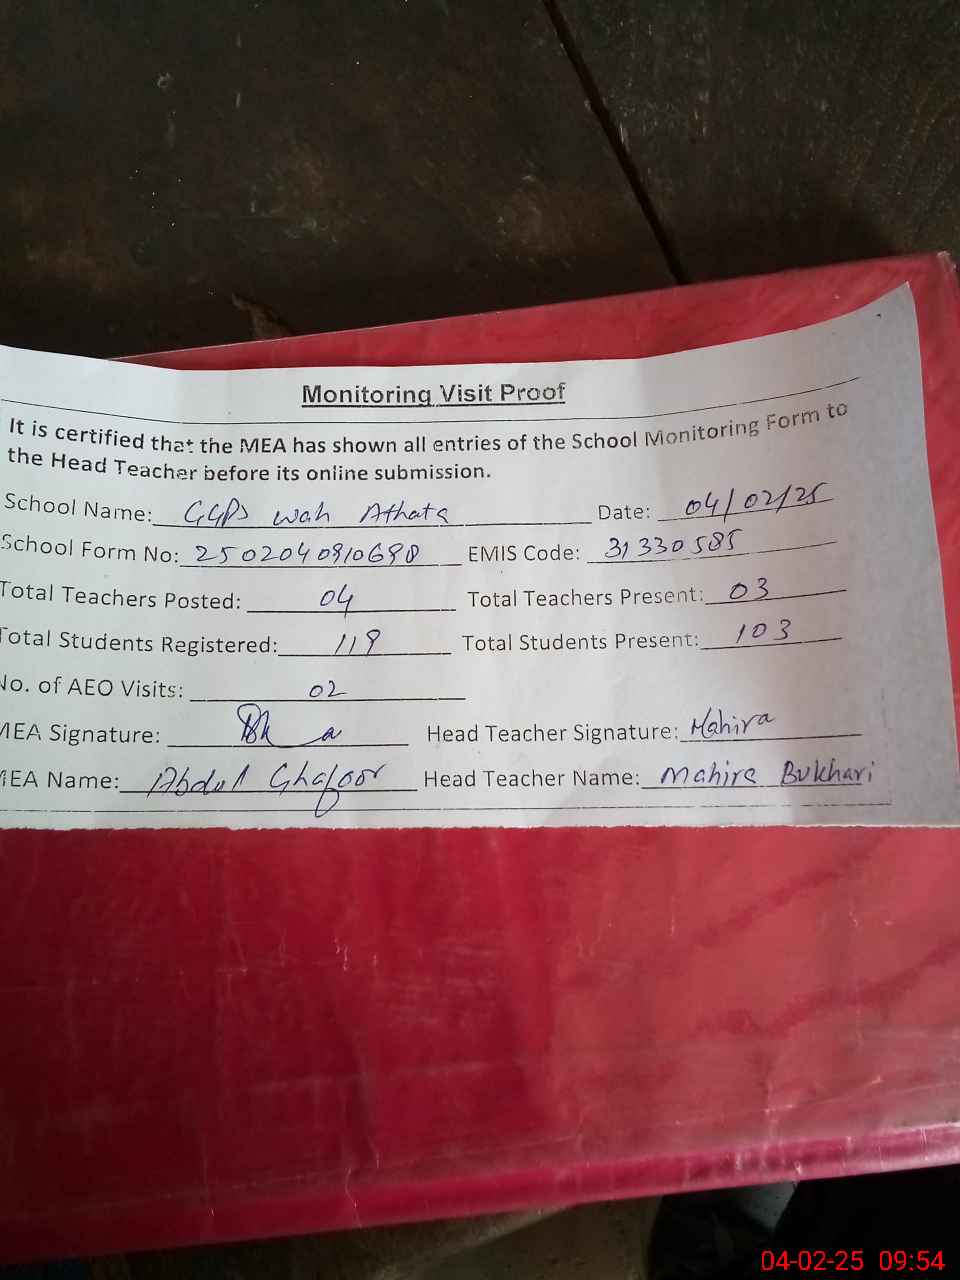 Monitoring Visit Proof
It is certified that the MEA has shown all entries of the School Monitoring Form to
the Head Teacher before its online submission.
School Name: GGPS wah Athata Date: 04/02/25
School Form No: 2502040910690 EMIS Code: 31330585
Total Teachers Posted: 04 Total Teachers Present: 03
Total Students Registered: 119 Total Students Present: 103
No. of AEO Visits: 02
MEA Signature: Head Teacher Signature: Mahira
MEA Name: Abdul Ghafoor Head Teacher Name: Mahira Bukhari
04-02-25 09:54